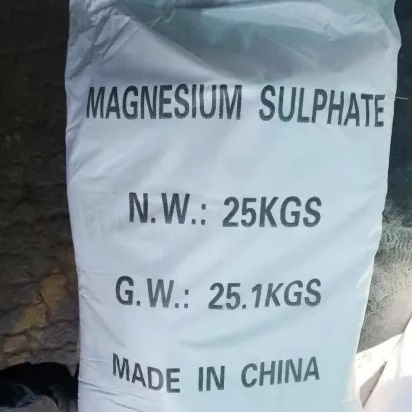 MAGNESIUM SULPHATE
N.W.: 25KGS
G.W.: 25.1KGS
MADE IN CHINA